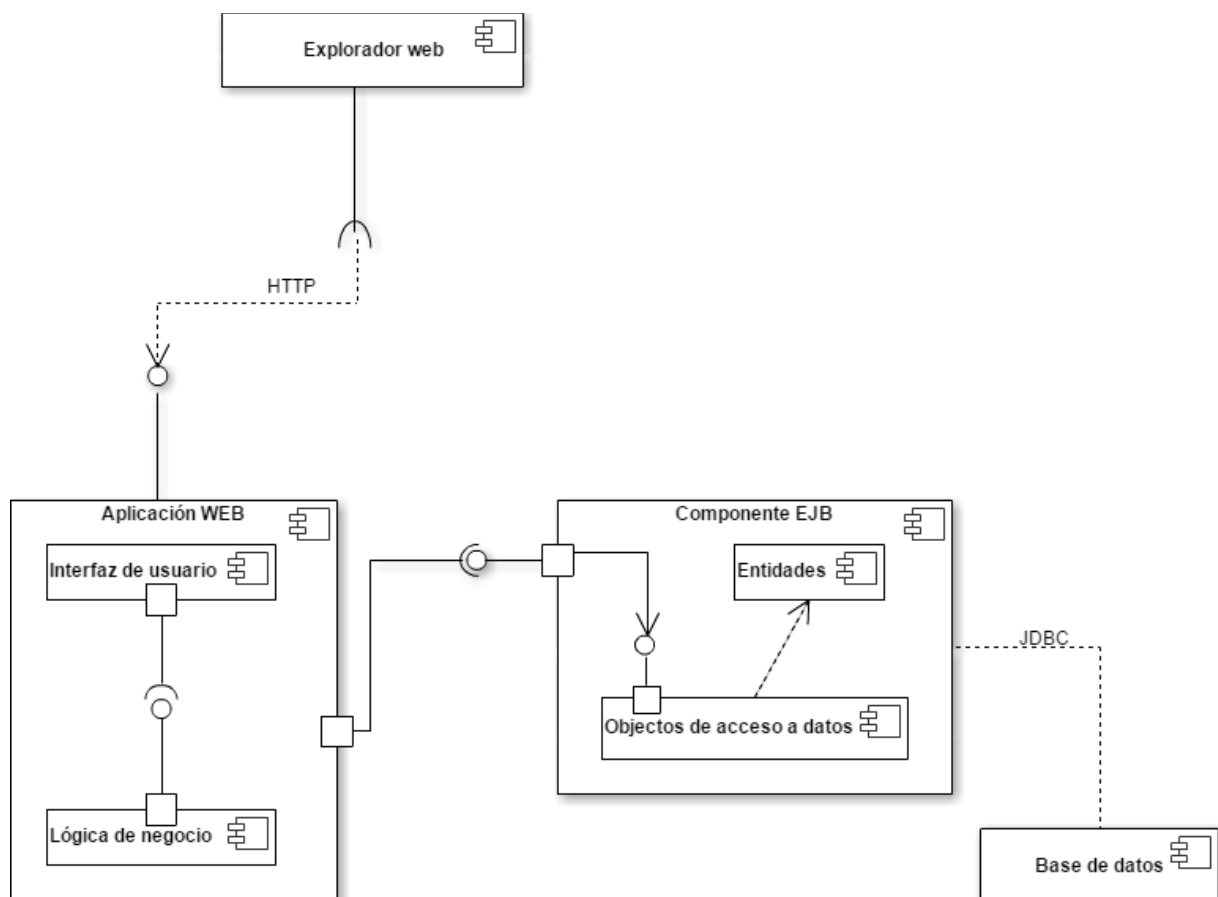 Explorador web
HTTP
Aplicación WEB
Interfaz de usuario
Lógica de negocio
Componente EJB
Entidades
Objectos de acceso a datos
JDBC
Base de datos